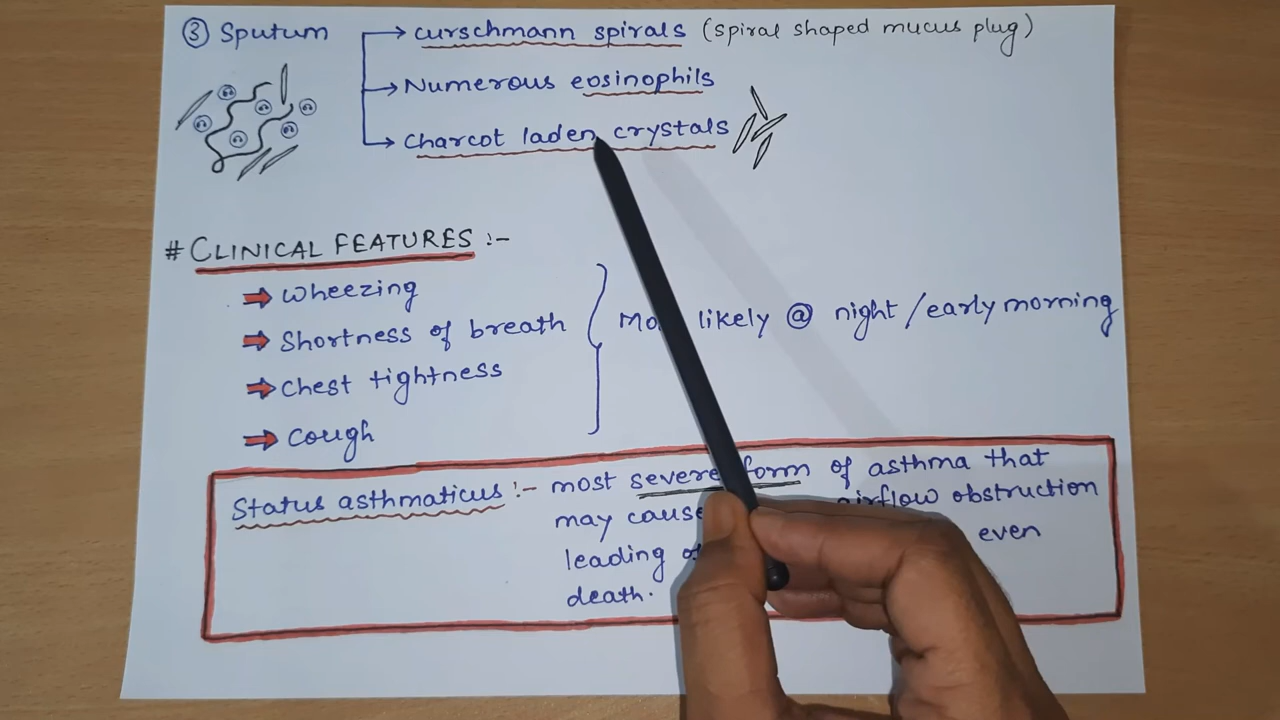 ③ Sputum → curschmann spirals (spiral shaped mucus plug)
→ Numerous eosinophils
→ Charcot laden crystals
# CLINICAL FEATURES :-
→ wheezing
→ Shortness of breath
→ Chest tightness
→ cough
likely @ night / early morning
Status asthmaticus :- most severe form of asthma that
may cause airflow obstruction
leading even
death.